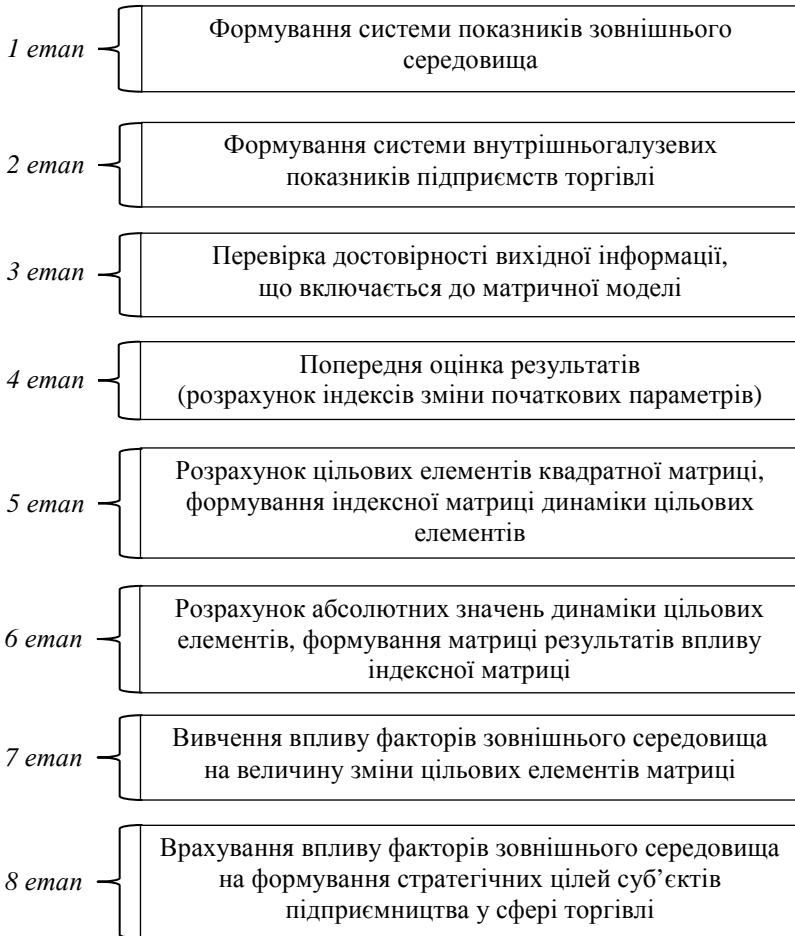 1 етап
Формування системи показників зовнішнього
середовища
2 етап
Формування системи внутрішньогалузевих
показників підприємств торгівлі
3 етап
Перевірка достовірності вихідної інформації,
що включається до матричної моделі
4 етап
Попередня оцінка результатів
(розрахунок індексів зміни початкових параметрів)
5 етап
Розрахунок цільових елементів квадратної матриці,
формування індексної матриці динаміки цільових
елементів
6 етап
Розрахунок абсолютних значень динаміки цільових
елементів, формування матриці результатів впливу
індексної матриці
7 етап
Вивчення впливу факторів зовнішнього середовища
на величину зміни цільових елементів матриці
8 етап
Врахування впливу факторів зовнішнього середовища
на формування стратегічних цілей суб’єктів
підприємництва у сфері торгівлі